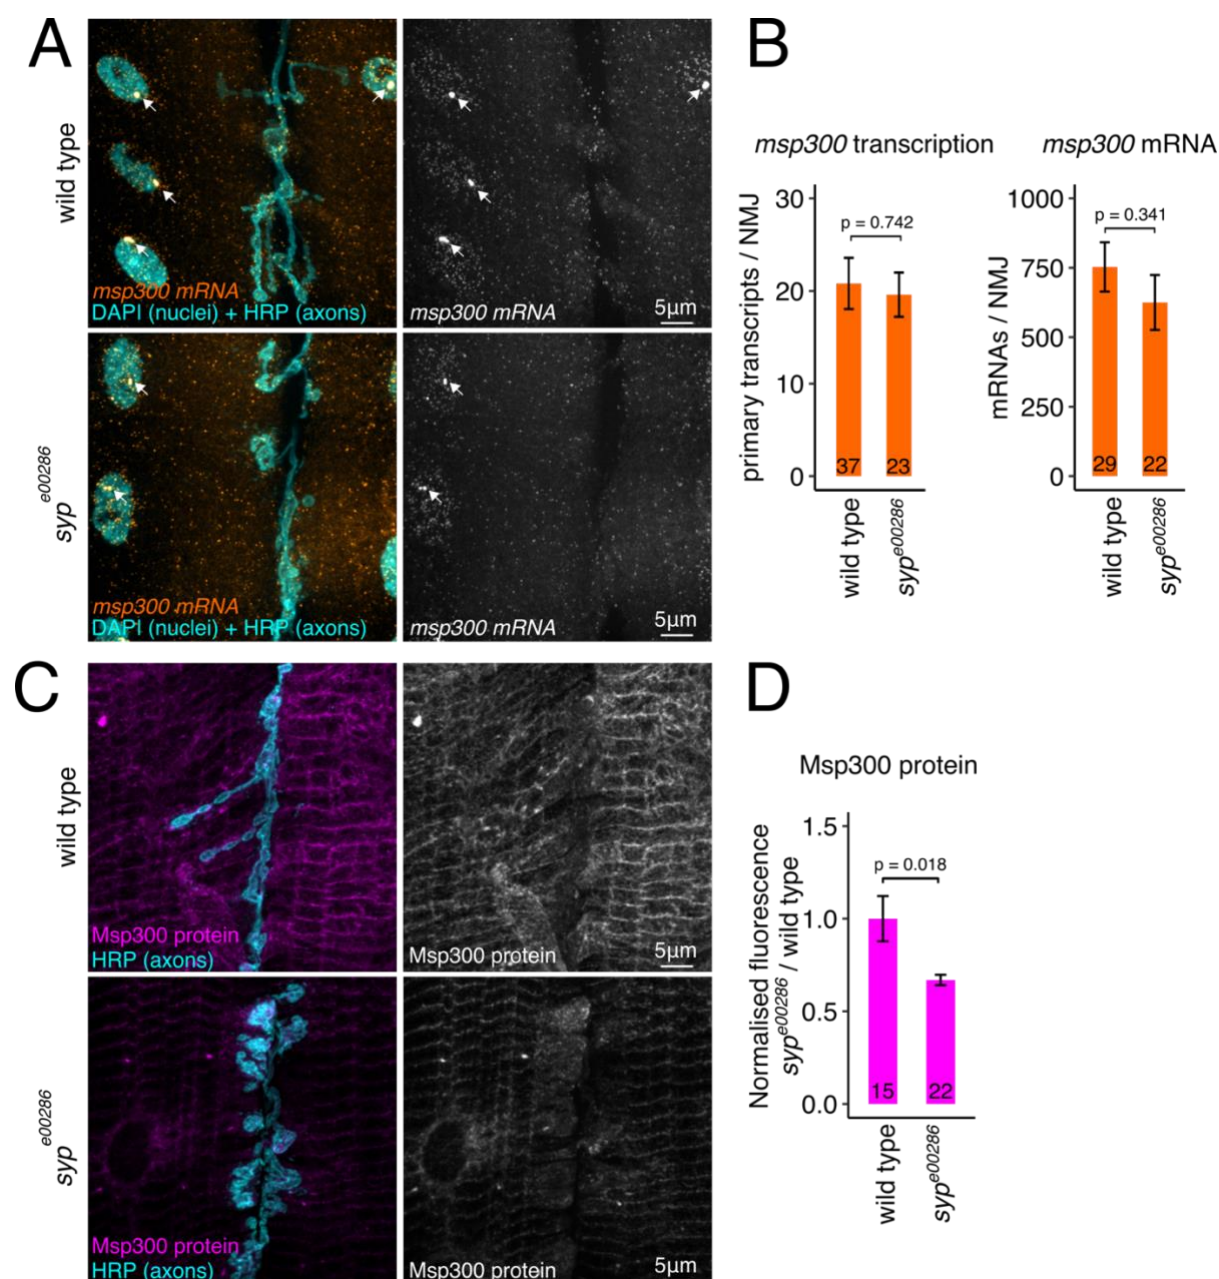 A
wild type
msp300 mRNA
DAPI (nuclei) + HRP (axons)
msp300 mRNA
5µm
syp e00286
msp300 mRNA
DAPI (nuclei) + HRP (axons)
msp300 mRNA
5µm
B
msp300 transcription
primary transcripts / NMJ
30
20
10
0
p = 0.742
37
23
wild type
syp e00286
msp300 mRNA
mRNAs / NMJ
1000
750
500
250
0
p = 0.341
29
22
wild type
syp e00286
C
wild type
Msp300 protein
HRP (axons)
Msp300 protein
5µm
syp e00286
Msp300 protein
HRP (axons)
Msp300 protein
5µm
D
Msp300 protein
Normalised fluorescence
syp e00286 / wild type
1.5
1.0
0.5
0.0
p = 0.018
15
22
wild type
syp e00286